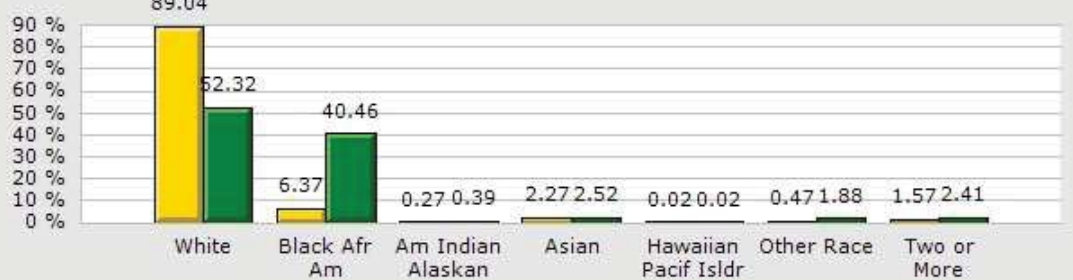 89.04
90 %
80 %
70 %
60 %
52.32
50 %
40.46
40 %
30 %
20 %
6.37
0.27 0.39
2.27 2.52
0.02 0.02
0.47 1.88
1.57 2.41
10 %
0 %
White
Black Afr
Am
Am Indian
Alaskan
Asian
Hawaiian
Pacif Isldr
Other Race
Two or
More